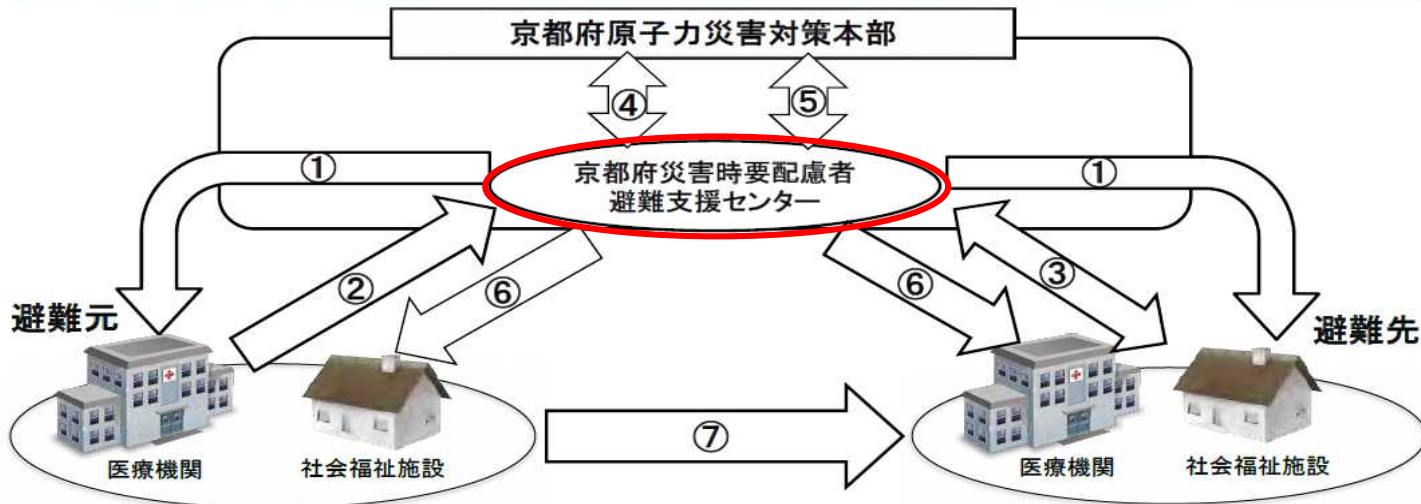 京都府原子力災害対策本部
④
⑤
①
京都府災害時要配慮者
避難支援センター
①
②
⑥
⑥
③
避難元
避難先
⑦
医療機関
社会福祉施設
医療機関
社会福祉施設